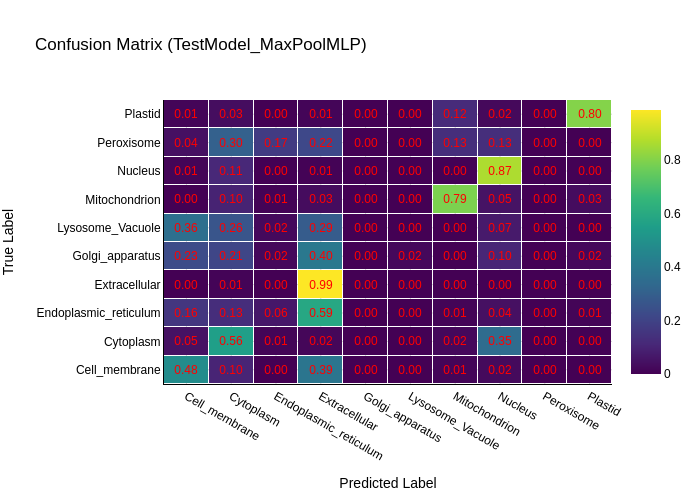 Confusion Matrix (TestModel_MaxPoolMLP)
Plastid 0.01 0.03 0.00 0.01 0.00 0.00 0.12 0.02 0.00 0.80
Peroxisome 0.04 0.30 0.17 0.22 0.00 0.00 0.13 0.13 0.00 0.00
Nucleus 0.01 0.11 0.00 0.01 0.00 0.00 0.00 0.87 0.00 0.00
Mitochondrion 0.00 0.10 0.01 0.03 0.00 0.00 0.79 0.05 0.00 0.03
Lysosome_Vacuole 0.36 0.26 0.02 0.29 0.00 0.00 0.00 0.07 0.00 0.00
Golgi_apparatus 0.02 0.40 0.00 0.02 0.00 0.10 0.00 0.02
Extracellular 0.00 0.01 0.00 0.99 0.00 0.00 0.00 0.00 0.00 0.00
Endoplasmic_reticulum 0.16 0.13 0.06 0.59 0.00 0.00 0.01 0.04 0.00 0.01
Cytoplasm 0.05 0.56 0.01 0.02 0.00 0.00 0.02 0.35 0.00 0.00
Cell_membrane 0.48 0.10 0.00 0.39 0.00 0.00 0.01 0.02 0.00 0.00
Cell_membrane Cytoplasm Endoplasmic_reticulum Extracellular Golgi_apparatus Lysosome_Vacuole Mitochondrion Nucleus Peroxisome Plastid
Predicted Label
True Label
0.8
0.6
0.4
0.2
0